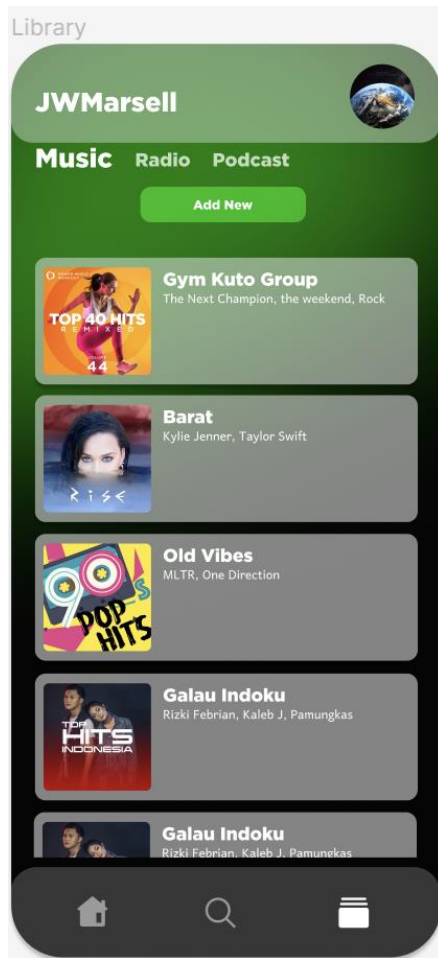 Library
JWMarsell
Music Radio Podcast
Add New
TOP 40 HITS
REMIXED
VOLUME
44
Gym Kuto Group
The Next Champion, the weekend, Rock
Rise
Barat
Kylie Jenner, Taylor Swift
90's
POP
HITS
Old Vibes
MLTR, One Direction
TOP
HITS
INDONESIA
Galau Indoku
Rizki Febrian, Kaleb J, Pamungkas
Galau Indoku
Rizki Febrian, Kaleb J, Pamungkas